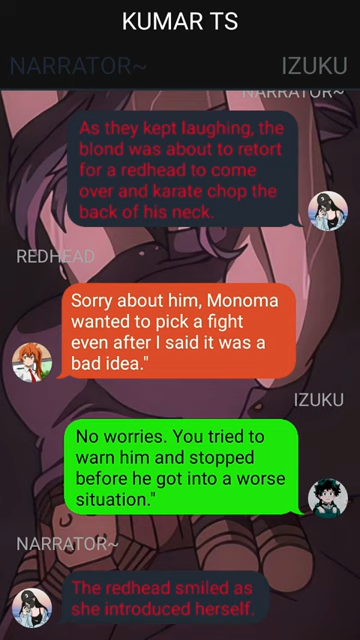 KUMAR TS
NARRATOR~ IZUKU
NARRATOR~
As they kept laughing, the
blond was about to retort
for a redhead to come
over and karate chop the
back of his neck.
REDHEAD
Sorry about him, Monoma
wanted to pick a fight
even after I said it was a
bad idea."
IZUKU
No worries. You tried to
warn him and stopped
before he got into a worse
situation."
NARRATOR~
The redhead smiled as
she introduced herself.